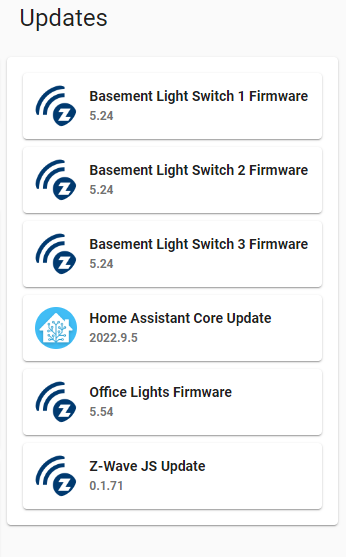 Updates
Basement Light Switch 1 Firmware
5.24
Basement Light Switch 2 Firmware
5.24
Basement Light Switch 3 Firmware
5.24
Home Assistant Core Update
2022.9.5
Office Lights Firmware
5.54
Z-Wave JS Update
0.1.71